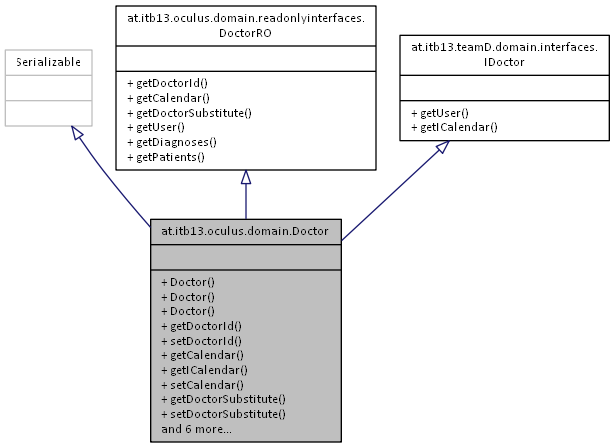 Serializable
at.itb13.oculus.domain.readonlyinterfaces.
DoctorRO
+ getDoctorId()
+ getCalendar()
+ getDoctorSubstitute()
+ getUser()
+ getDiagnoses()
+ getPatients()
at.itb13.teamD.domain.interfaces.
IDoctor
+ getUser()
+ getICalendar()
at.itb13.oculus.domain.Doctor
+ Doctor()
+ Doctor()
+ Doctor()
+ getDoctorId()
+ setDoctorId()
+ getCalendar()
+ getICalendar()
+ setCalendar()
+ getDoctorSubstitute()
+ setDoctorSubstitute()
and 6 more...